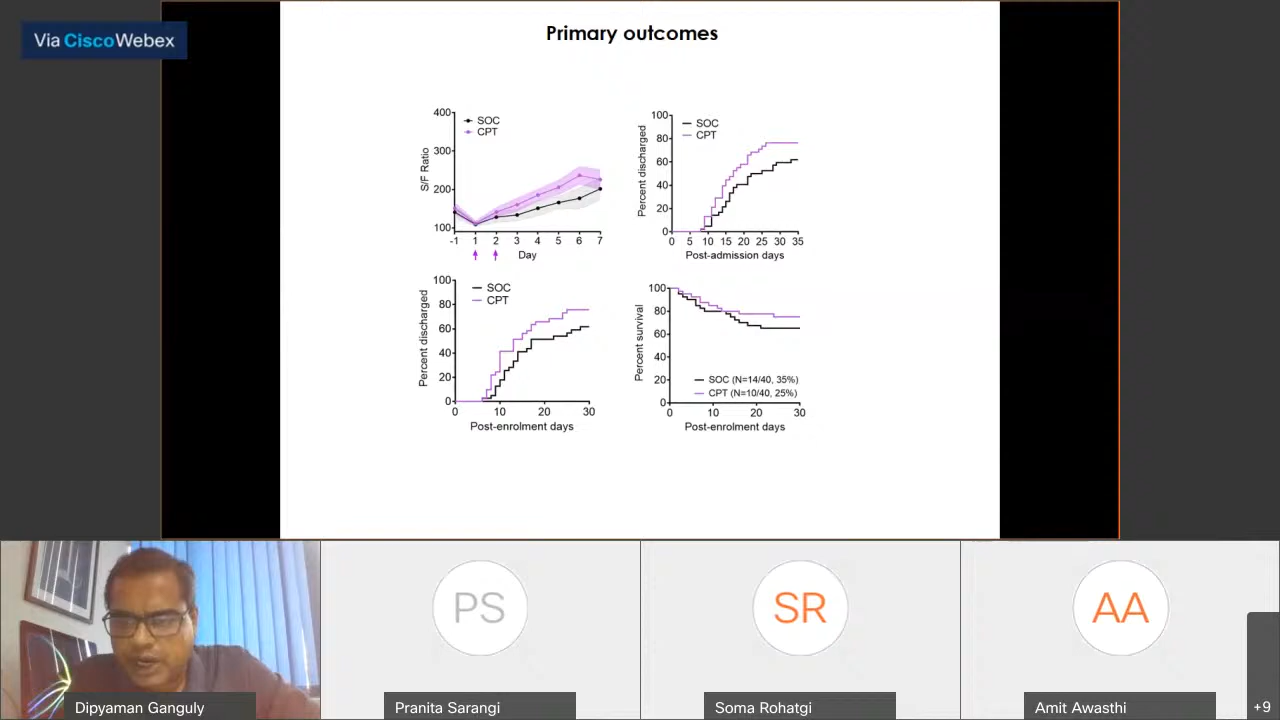 Via CiscoWebex
Primary outcomes
400
300
200
100
S/F Ratio
SOC
CPT
-1 1 2 3 4 5 6 7
Day
100
80
60
40
20
0
Percent discharged
SOC
CPT
0 5 10 15 20 25 30 35
Post-admission days
100
80
60
40
20
0
Percent discharged
SOC
CPT
0 10 20 30
Post-enrolment days
100
80
60
40
20
0
Percent survival
SOC (N=14/40, 35%)
CPT (N=10/40, 25%)
0 10 20 30
Post-enrolment days
PS
SR
AA
Dipyaman Ganguly
Pranita Sarangi
Soma Rohatgi
Amit Awasthi
+9